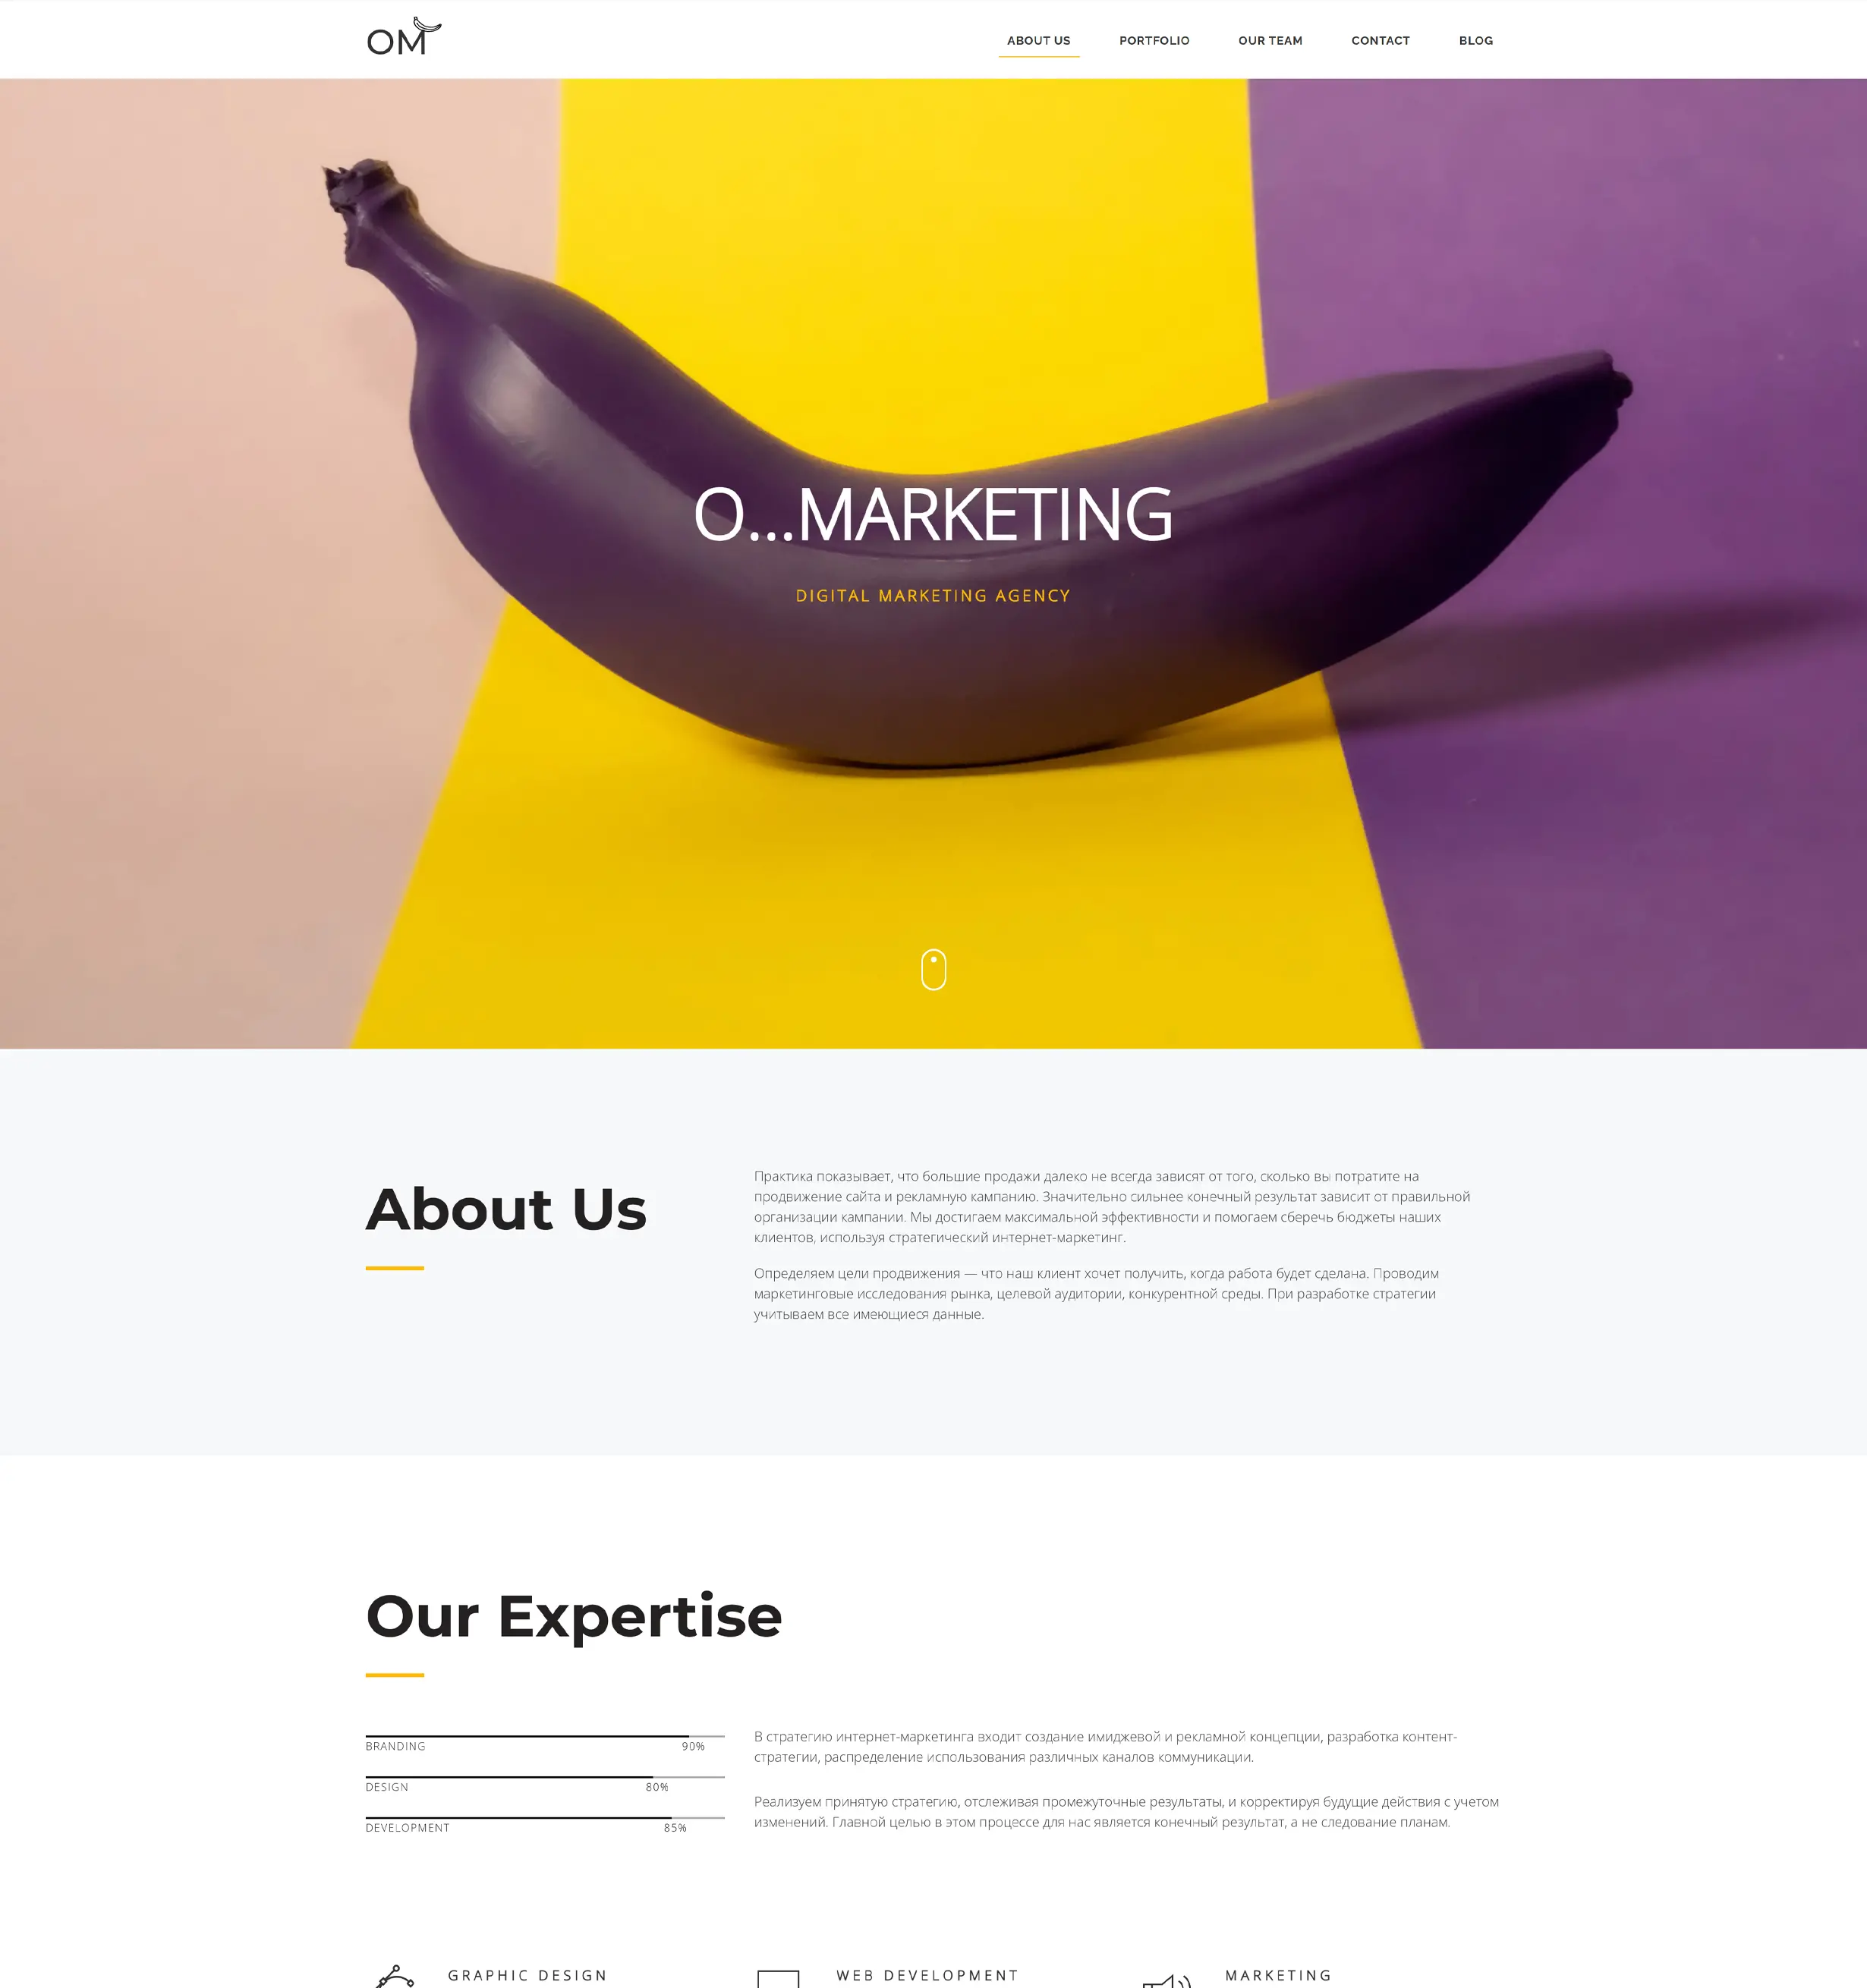 OM
ABOUT US
PORTFOLIO
OUR TEAM
CONTACT
BLOG
O...MARKETING
DIGITAL MARKETING AGENCY
About Us
Практика показывает, что большие продажи далеко не всегда зависят от того, сколько вы потратите на
продвижение сайта и рекламную кампанию. Значительно сильнее конечный результат зависит от правильной
организации кампании. Мы достигаем максимальной эффективности и помогаем сберечь бюджеты наших
клиентов, используя стратегический интернет-маркетинг.
Определяем цели продвижения — что наш клиент хочет получить, когда работа будет сделана. Проводим
маркетинговые исследования рынка, целевой аудитории, конкурентной среды. При разработке стратегии
учитываем все имеющиеся данные.
Our Expertise
BRANDING 90%
DESIGN 80%
DEVELOPMENT 85%
В стратегию интернет-маркетинга входит создание имиджевой и рекламной концепции, разработка контент-
стратегии, распределение использования различных каналов коммуникации.
Реализуем принятую стратегию, отслеживая промежуточные результаты, и корректируя будущие действия с учетом
изменений. Главной целью в этом процессе для нас является конечный результат, а не следование планам.
GRAPHIC DESIGN
WEB DEVELOPMENT
MARKETING